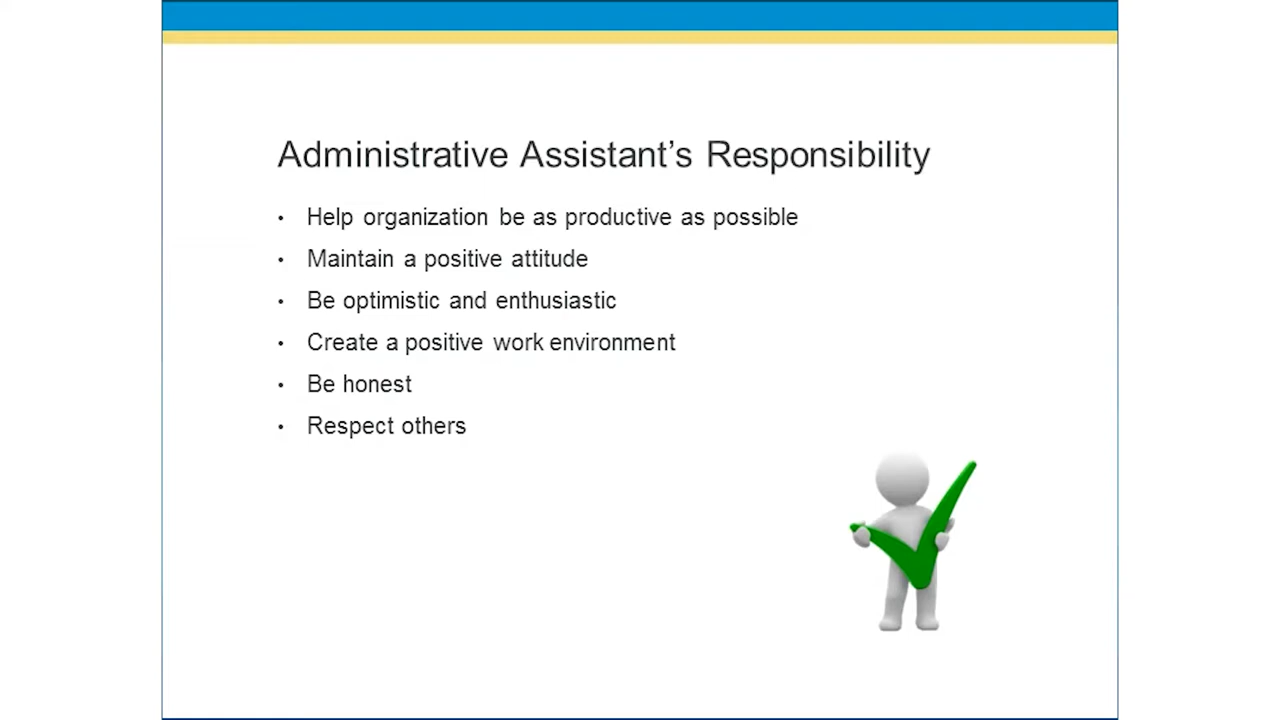 Administrative Assistant’s Responsibility
• Help organization be as productive as possible
• Maintain a positive attitude
• Be optimistic and enthusiastic
• Create a positive work environment
• Be honest
• Respect others